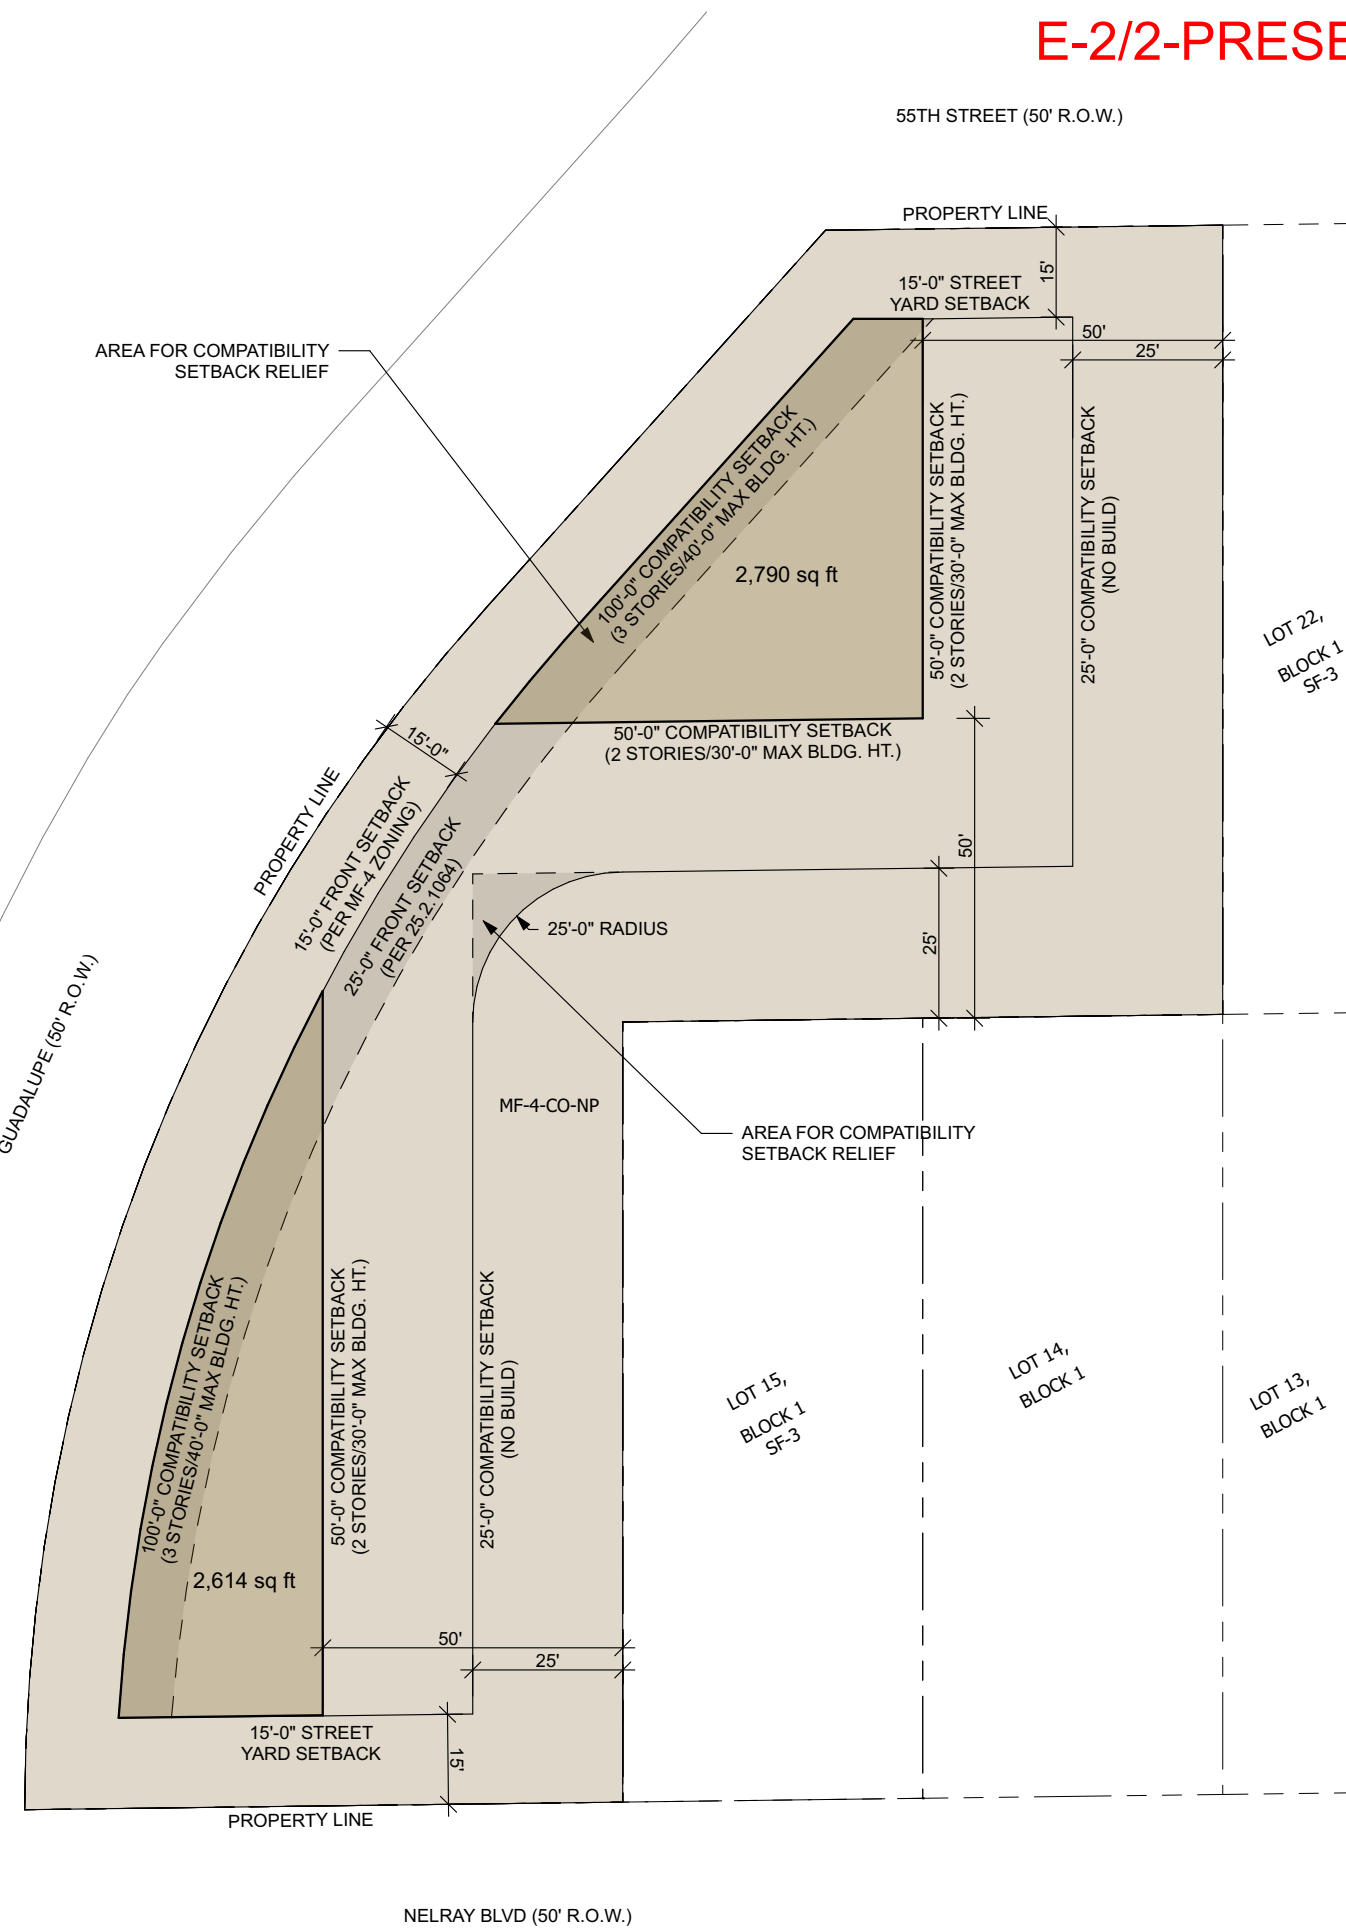 E-2/2-PRESE
55TH STREET (50' R.O.W.)
PROPERTY LINE
15'
15'-0" STREET
YARD SETBACK
50'
25'
AREA FOR COMPATIBILITY
SETBACK RELIEF
100'-0" COMPATIBILITY SETBACK
(3 STORIES/40'-0" MAX BLDG. HT.)
50'-0" COMPATIBILITY SETBACK
(2 STORIES/30'-0" MAX BLDG. HT.)
25'-0" COMPATIBILITY SETBACK
(NO BUILD)
2,790 sq ft
LOT 22,
BLOCK 1
SF-3
50'-0" COMPATIBILITY SETBACK
(2 STORIES/30'-0" MAX BLDG. HT.)
15'-0"
PROPERTY LINE
15'-0" FRONT SETBACK
(PER MF-4 ZONING)
25'-0" FRONT SETBACK
(PER 25.2.1064)
50'
25'
25'-0" RADIUS
GUADALUPE (50' R.O.W.)
MF-4-CO-NP
AREA FOR COMPATIBILITY
SETBACK RELIEF
100'-0" COMPATIBILITY SETBACK
(3 STORIES/40'-0" MAX BLDG. HT.)
50'-0" COMPATIBILITY SETBACK
(2 STORIES/30'-0" MAX BLDG. HT.)
25'-0" COMPATIBILITY SETBACK
(NO BUILD)
LOT 15,
BLOCK 1
SF-3
LOT 14,
BLOCK 1
LOT 13,
BLOCK 1
2,614 sq ft
50'
25'
15'-0" STREET
YARD SETBACK
15'
PROPERTY LINE
NELRAY BLVD (50' R.O.W.)